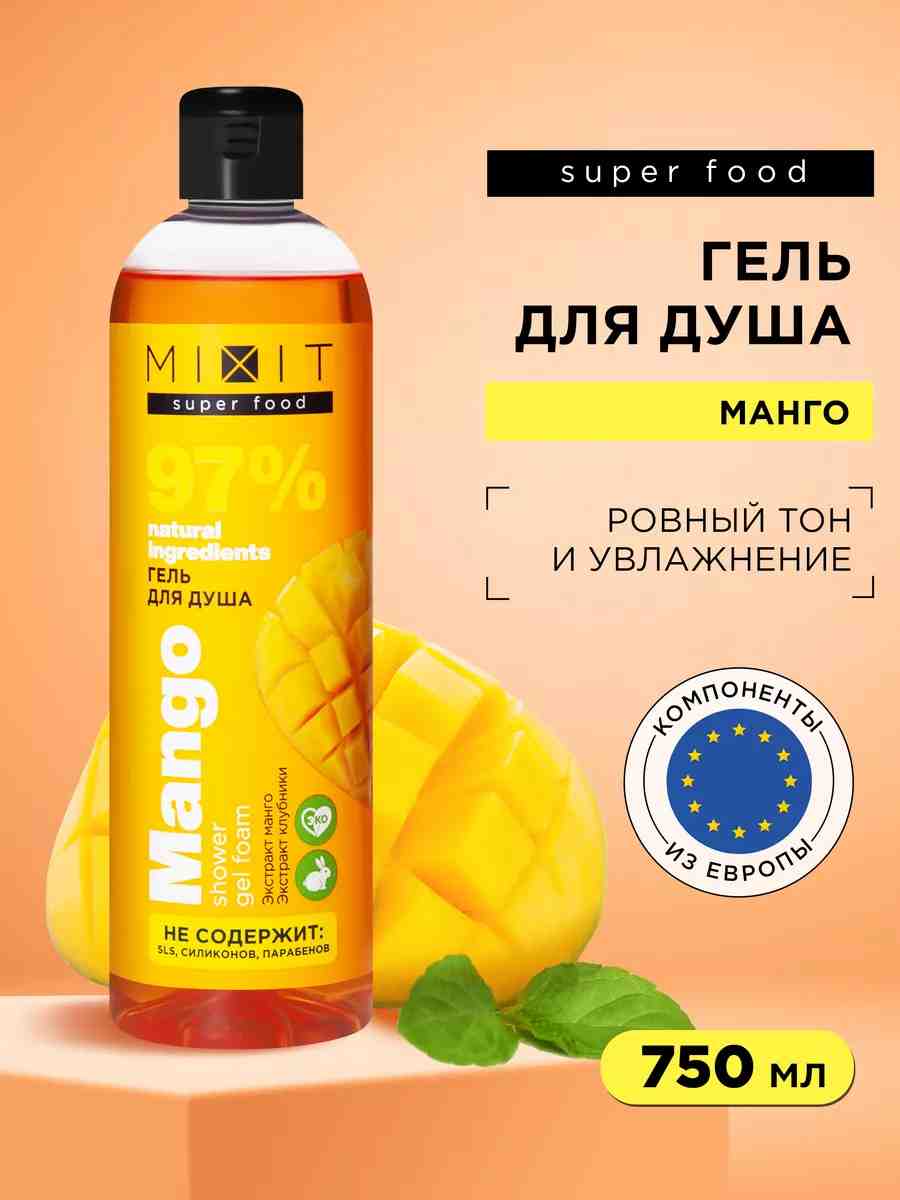 super food
ГЕЛЬ
ДЛЯ ДУША
МАНГО
РОВНЫЙ ТОН
И УВЛАЖНЕНИЕ
КОМПОНЕНТЫ
ИЗ ЕВРОПЫ
750 мл
MIXIT
super food
97%
natural
ingredients
ГЕЛЬ
ДЛЯ ДУША
Mango
shower
gel foam
Экстракт манго
Экстракт клубники
ЭКО
НЕ СОДЕРЖИТ:
SLS, СИЛИКОНОВ, ПАРАБЕНОВ